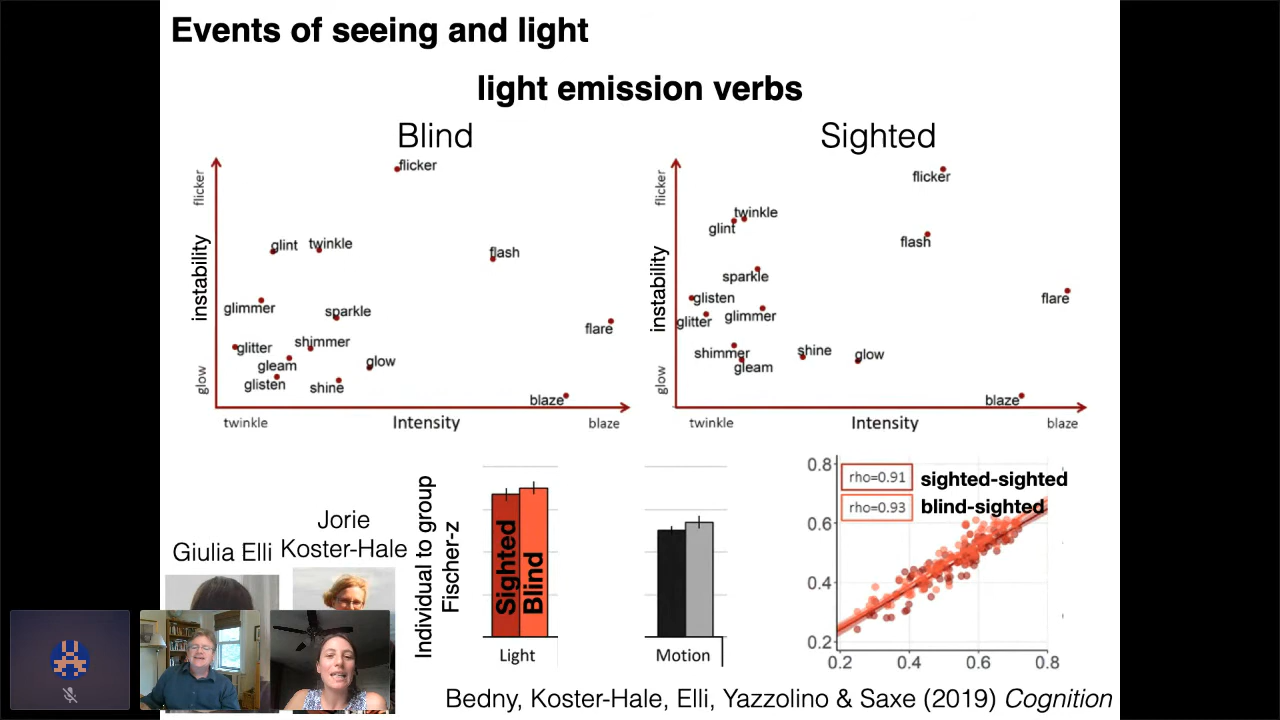 Events of seeing and light
light emission verbs
Blind
flicker
flicker
glint
twinkle
flash
glimmer
sparkle
flare
shimmer
glitter
gleam
glow
glisten
shine
blaze
instability
glow
twinkle
Intensity
blaze
Sighted
flicker
flicker
twinkle
glint
flash
sparkle
glisten
flare
glitter
glimmer
shimmer
shine
glow
gleam
blaze
instability
glow
twinkle
Intensity
blaze
Giulia Elli
Jorie
Koster-Hale
Individual to group
Fischer-z
Sighted
Blind
Light
Motion
0.8
0.6
0.4
0.2
rho=0.91
sighted-sighted
rho=0.93
blind-sighted
0.2
0.4
0.6
0.8
Bedny, Koster-Hale, Elli, Yazzolino & Saxe (2019) Cognition